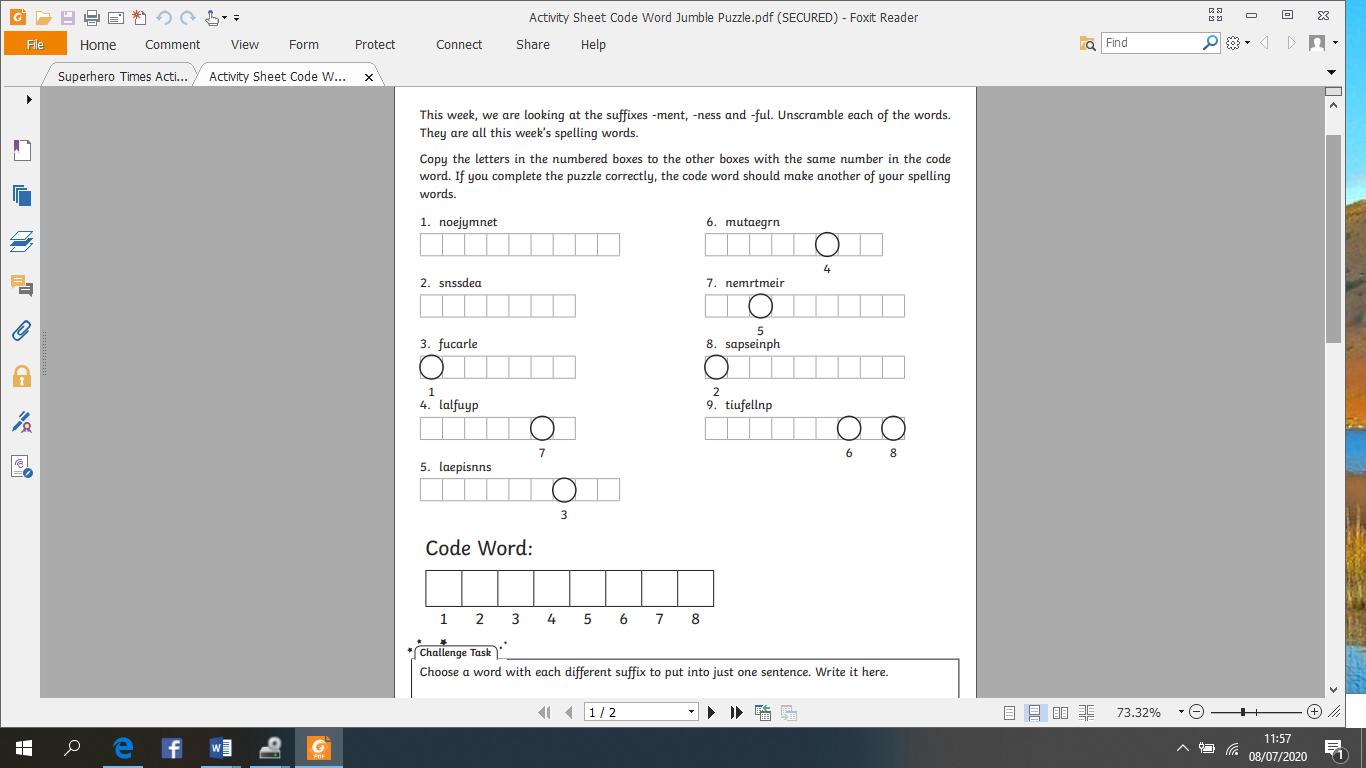 Activity Sheet Code Word Jumble Puzzle.pdf (SECURED) - Foxit Reader
File Home Comment View Form Protect Connect Share Help Find
Superhero Times Acti... Activity Sheet Code W...
This week, we are looking at the suffixes -ment, -ness and -ful. Unscramble each of the words.
They are all this week's spelling words.
Copy the letters in the numbered boxes to the other boxes with the same number in the code
word. If you complete the puzzle correctly, the code word should make another of your spelling
words.
1. noejymnet
2. snssdea
3. fucarle
1
4. lalfuyp
7
5. laepisnns
3
6. mutaegrn
4
7. nemrtmeir
5
8. sapseinph
2
9. tiufellnp
6 8
Code Word:
1 2 3 4 5 6 7 8
Challenge Task
Choose a word with each different suffix to put into just one sentence. Write it here.
1 / 2
73.32%
11:57
08/07/2020
1